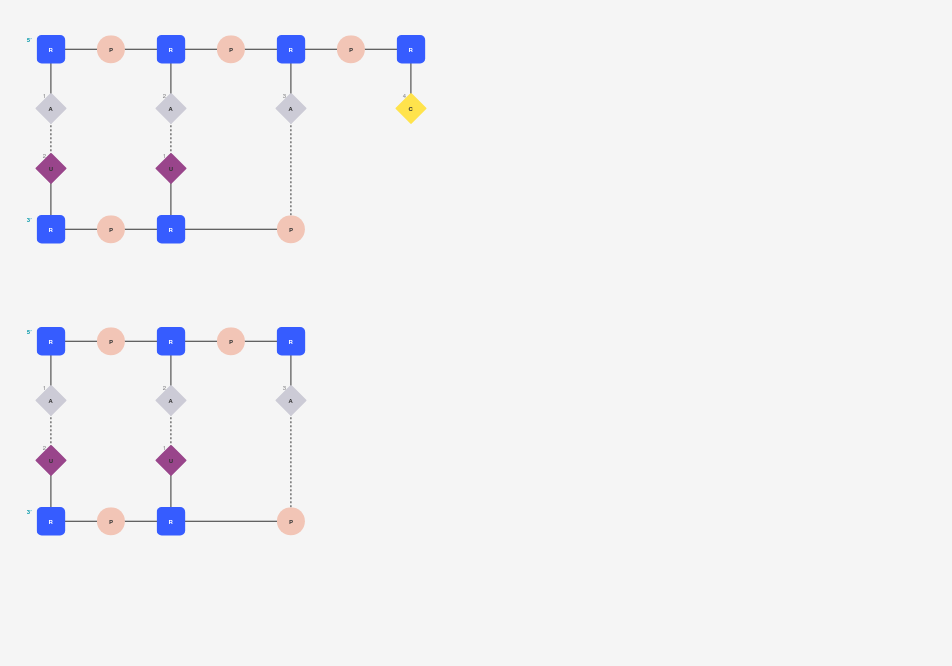 5'
R P R P R P R
1 2 3 4
A A A C
2 1
U U
3'
R P R P
5'
R P R P R
1 2 3
A A A
2 1
U U
3'
R P R P